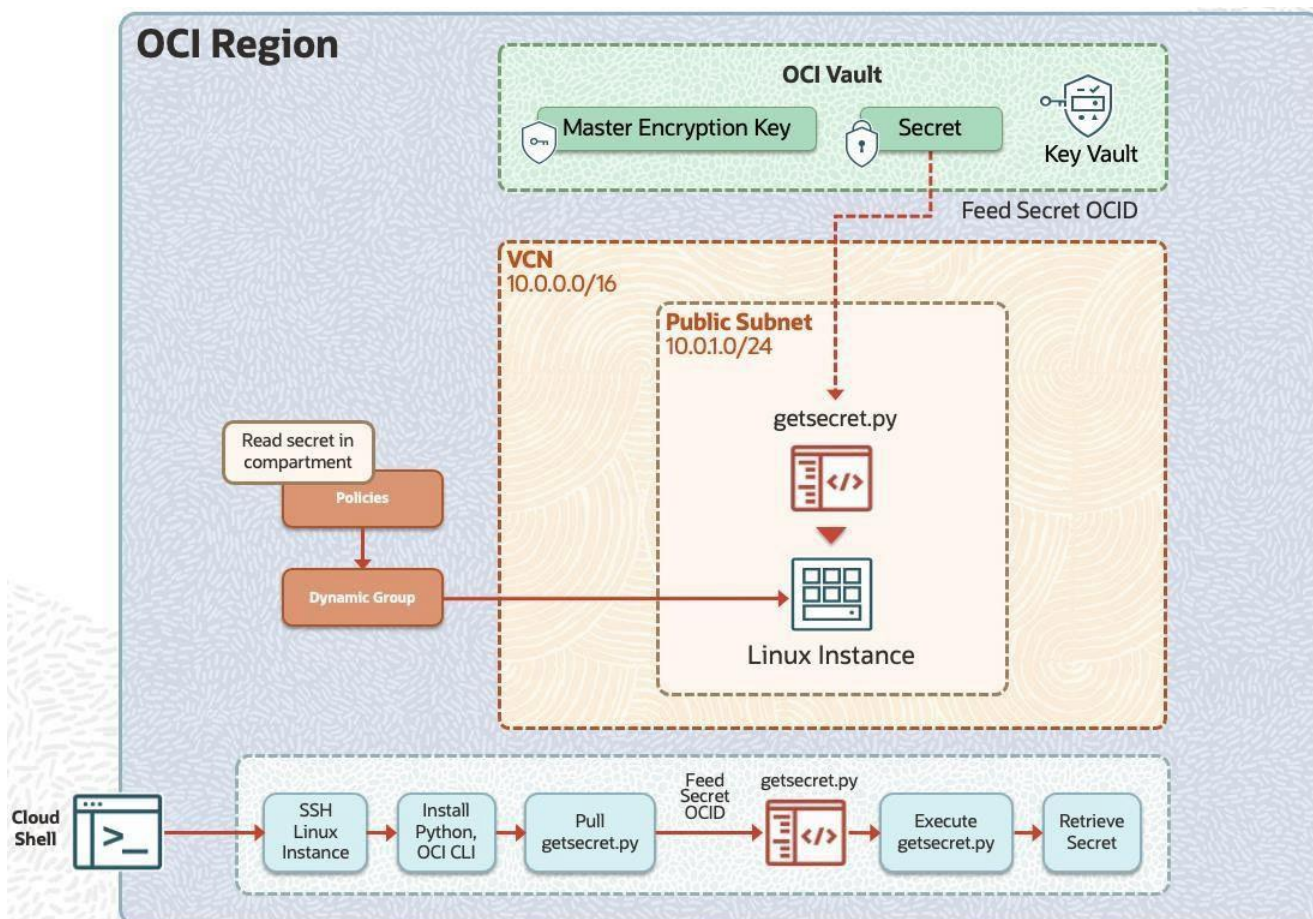 OCI Region
OCI Vault
Master Encryption Key
Secret
Key Vault
Feed Secret OCID
VCN
10.0.0.0/16
Public Subnet
10.0.1.0/24
getsecret.py
</>
Read secret in
compartment
Policies
Dynamic Group
Linux Instance
Cloud
Shell
>_
SSH
Linux
Instance
Install
Python,
OCI CLI
Pull
getsecret.py
Feed
Secret
OCID
getsecret.py
</>
Execute
getsecret.py
Retrieve
Secret